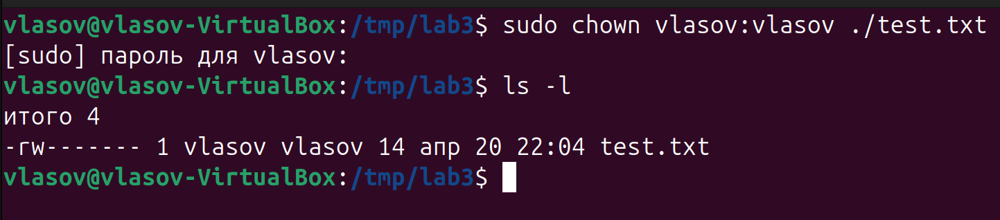 vlasov@vlasov-VirtualBox:/tmp/lab3$ sudo chown vlasov:vlasov ./test.txt
[sudo] пароль для vlasov:
vlasov@vlasov-VirtualBox:/tmp/lab3$ ls -l
итого 4
-rw------- 1 vlasov vlasov 14 апр 20 22:04 test.txt
vlasov@vlasov-VirtualBox:/tmp/lab3$